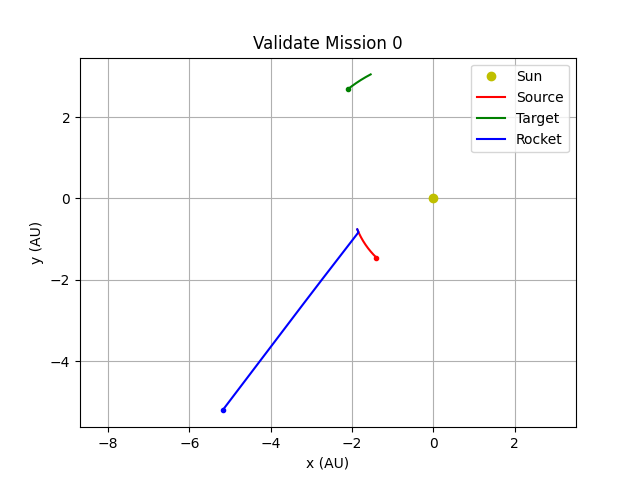 Validate Mission 0
Sun
Source
Target
Rocket
2
0
−2
−4
y (AU)
−8
−6
−4
−2
0
2
x (AU)